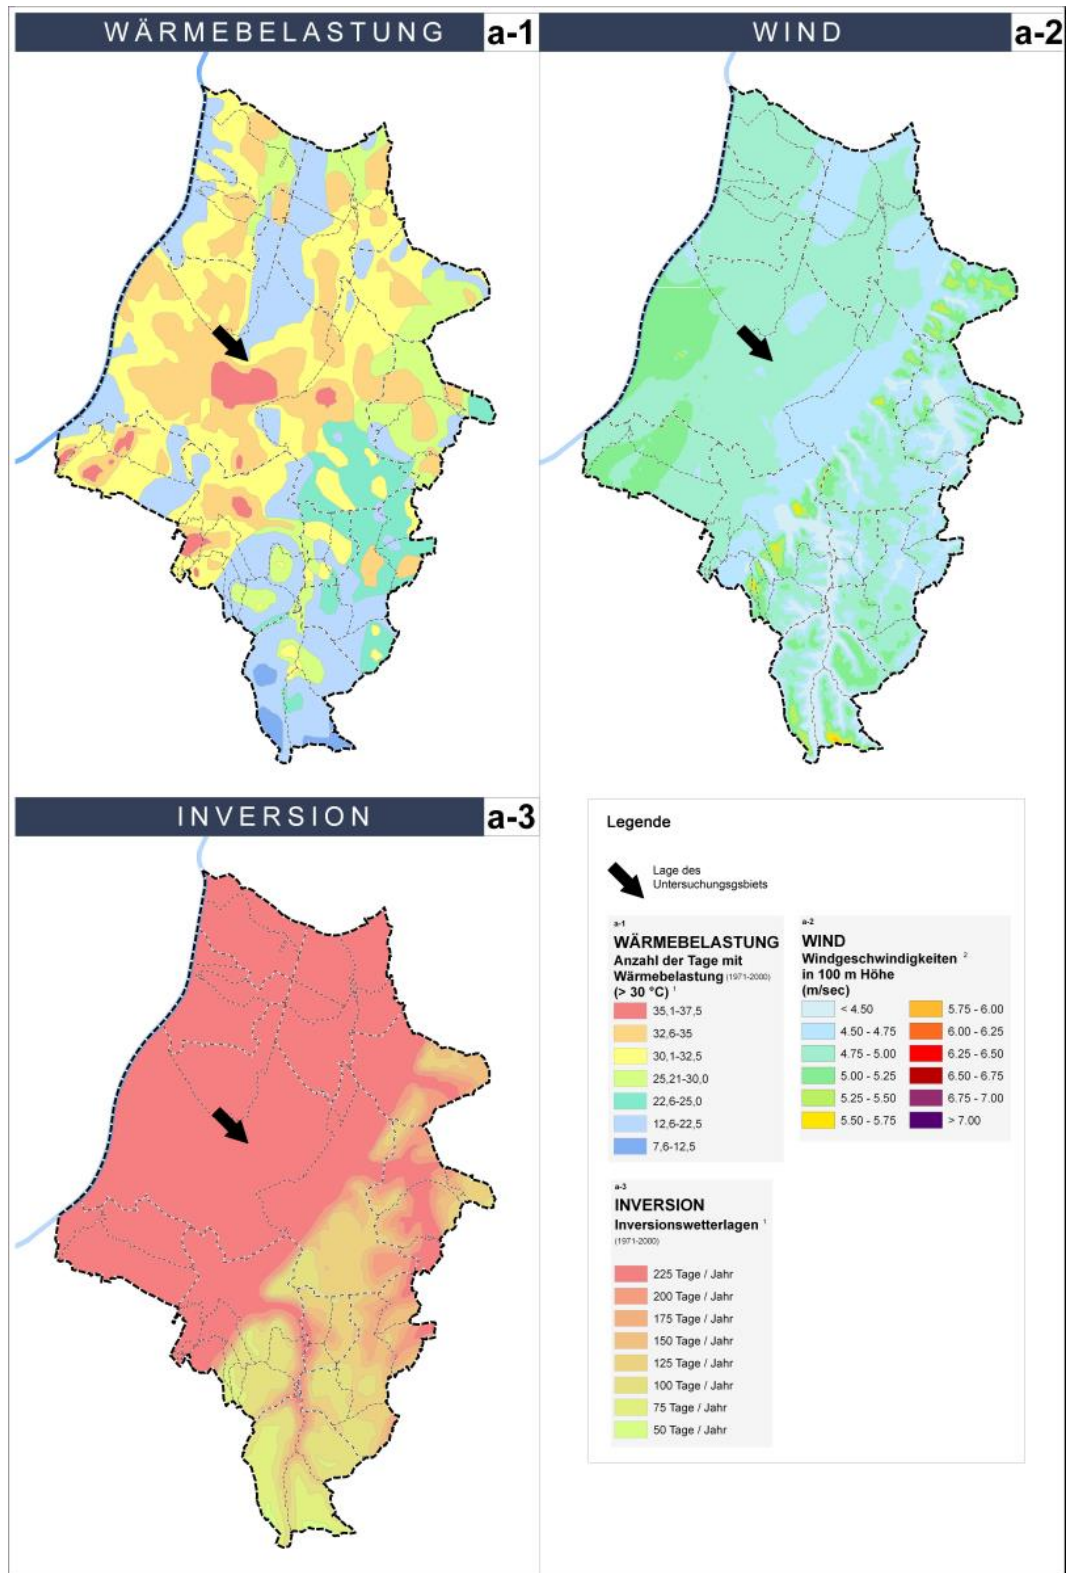 WÄRMEBELASTUNG a-1
WIND a-2
INVERSION a-3
Legende
Lage des
Untersuchungsgsbiets
a-1
WÄRMEBELASTUNG
Anzahl der Tage mit
Wärmebelastung (1971-2000)
(> 30 °C) 1
35,1-37,5
32,6-35
30,1-32,5
25,21-30,0
22,6-25,0
12,6-22,5
7,6-12,5
a-2
WIND
Windgeschwindigkeiten 2
in 100 m Höhe
(m/sec)
< 4.50
4.50 - 4.75
4.75 - 5.00
5.00 - 5.25
5.25 - 5.50
5.50 - 5.75
5.75 - 6.00
6.00 - 6.25
6.25 - 6.50
6.50 - 6.75
6.75 - 7.00
> 7.00
a-3
INVERSION
Inversionswetterlagen 1
(1971-2000)
225 Tage / Jahr
200 Tage / Jahr
175 Tage / Jahr
150 Tage / Jahr
125 Tage / Jahr
100 Tage / Jahr
75 Tage / Jahr
50 Tage / Jahr